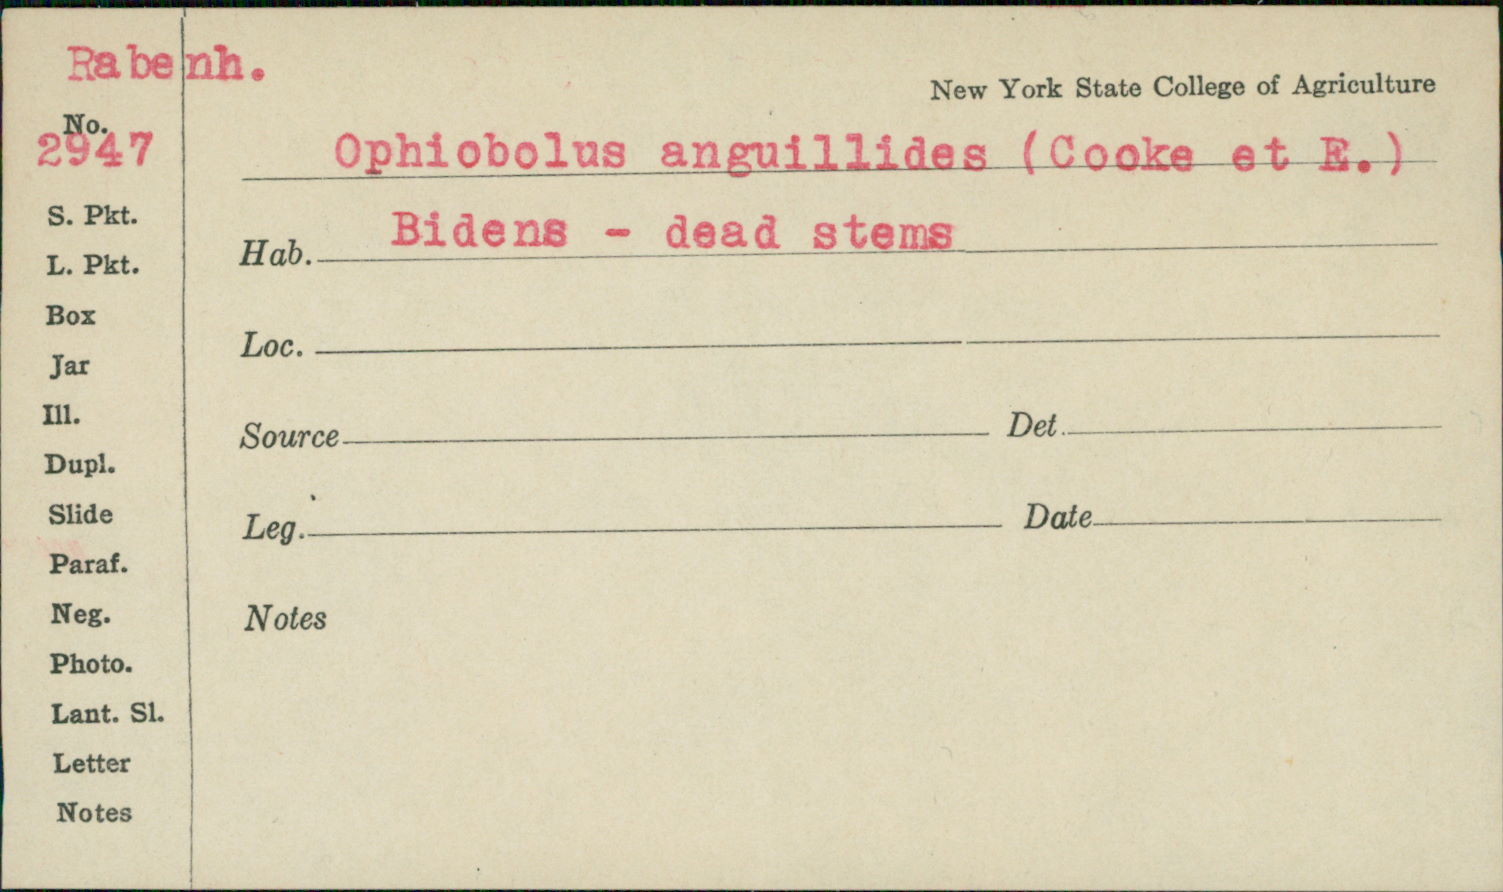 Rabenh.
New York State College of Agriculture
No.
2947
Ophiobolus anguillides (Cooke et E.)
S. Pkt.
Hab. Bidens - dead stems
L. Pkt.
Box
Loc.
Jar
Ill.
Source Det.
Dupl.
Slide
Leg. Date
Paraf.
Neg.
Notes
Photo.
Lant. Sl.
Letter
Notes